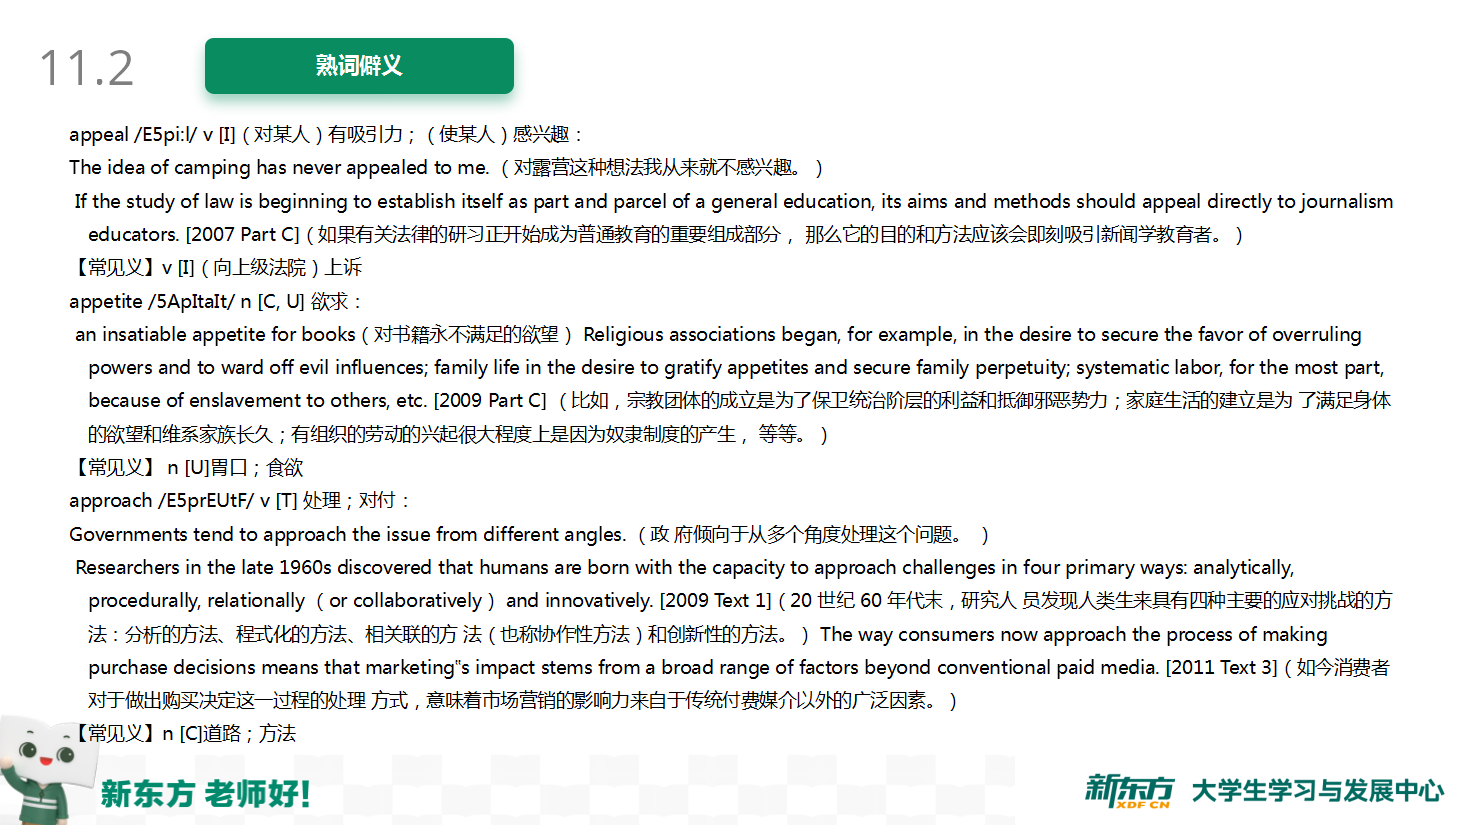 11.2
熟词僻义
appeal /E5pi:l/ v [I]（对某人）有吸引力；（使某人）感兴趣：
The idea of camping has never appealed to me.（对露营这种想法我从来就不感兴趣。）
If the study of law is beginning to establish itself as part and parcel of a general education, its aims and methods should appeal directly to journalism
educators. [2007 Part C]（如果有关法律的研习正开始成为普通教育的重要组成部分， 那么它的目的和方法应该会即刻吸引新闻学教育者。）
【常见义】v [I]（向上级法院）上诉
appetite /5ApItaIt/ n [C, U] 欲求：
an insatiable appetite for books（对书籍永不满足的欲望） Religious associations began, for example, in the desire to secure the favor of overruling
powers and to ward off evil influences; family life in the desire to gratify appetites and secure family perpetuity; systematic labor, for the most part,
because of enslavement to others, etc. [2009 Part C] （比如，宗教团体的成立是为了保卫统治阶层的利益和抵御邪恶势力；家庭生活的建立是为 了满足身体
的欲望和维系家族长久；有组织的劳动的兴起很大程度上是因为奴隶制度的产生， 等等。）
【常见义】 n [U]胃口；食欲
approach /E5prEUtF/ v [T] 处理；对付：
Governments tend to approach the issue from different angles.（政 府倾向于从多个角度处理这个问题。 ）
Researchers in the late 1960s discovered that humans are born with the capacity to approach challenges in four primary ways: analytically,
procedurally, relationally （or collaboratively） and innovatively. [2009 Text 1]（20 世纪 60 年代末，研究人 员发现人类生来具有四种主要的应对挑战的方
法：分析的方法、程式化的方法、相关联的方 法（也称协作性方法）和创新性的方法。） The way consumers now approach the process of making
purchase decisions means that marketing‟s impact stems from a broad range of factors beyond conventional paid media. [2011 Text 3]（如今消费者
对于做出购买决定这一过程的处理 方式，意味着市场营销的影响力来自于传统付费媒介以外的广泛因素。）
【常见义】n [C]道路；方法
新东方 老师好!
新东方 XDF.CN 大学生学习与发展中心